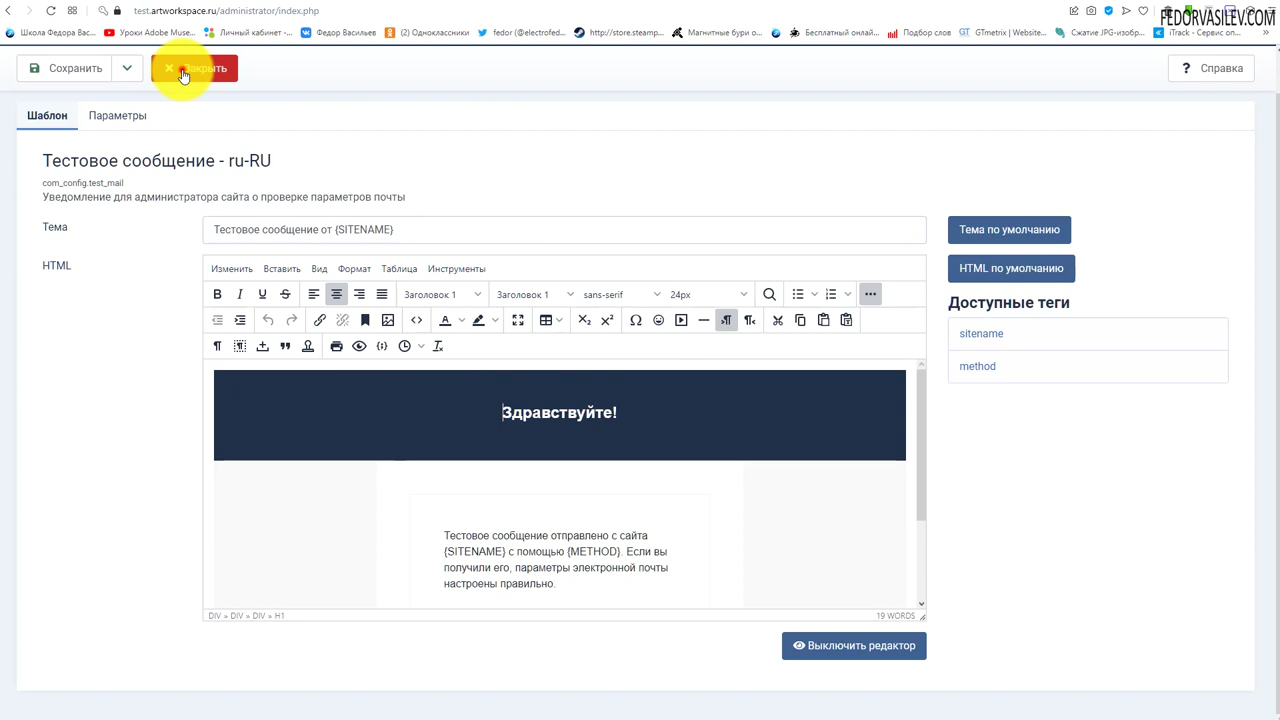 test.artworkspace.ru/administrator/index.php
FEDORVASILEV.COM
Школа Федора Вас...
Уроки Adobe Muse...
Личный кабинет -...
Федор Васильев
(2) Одноклассники
fedor (@electrofed...
http://store.steamp...
Магнитные бури о...
Бесплатный онлай...
Подбор слов
GTmetrix | Website...
Сжатие JPG-изобр...
iTrack - Сервис оп...
Сохранить
Закрыть
Справка
Шаблон
Параметры
Тестовое сообщение - ru-RU
com_config.test_mail
Уведомление для администратора сайта о проверке параметров почты
Тема
Тестовое сообщение от {SITENAME}
Тема по умолчанию
HTML
Изменить Вставить Вид Формат Таблица Инструменты
HTML по умолчанию
Заголовок 1
Заголовок 1
sans-serif
24px
Доступные теги
sitename
method
Здравствуйте!
Тестовое сообщение отправлено с сайта
{SITENAME} с помощью {METHOD}. Если вы
получили его, параметры электронной почты
настроены правильно.
DIV » DIV » DIV » H1
19 WORDS
Выключить редактор